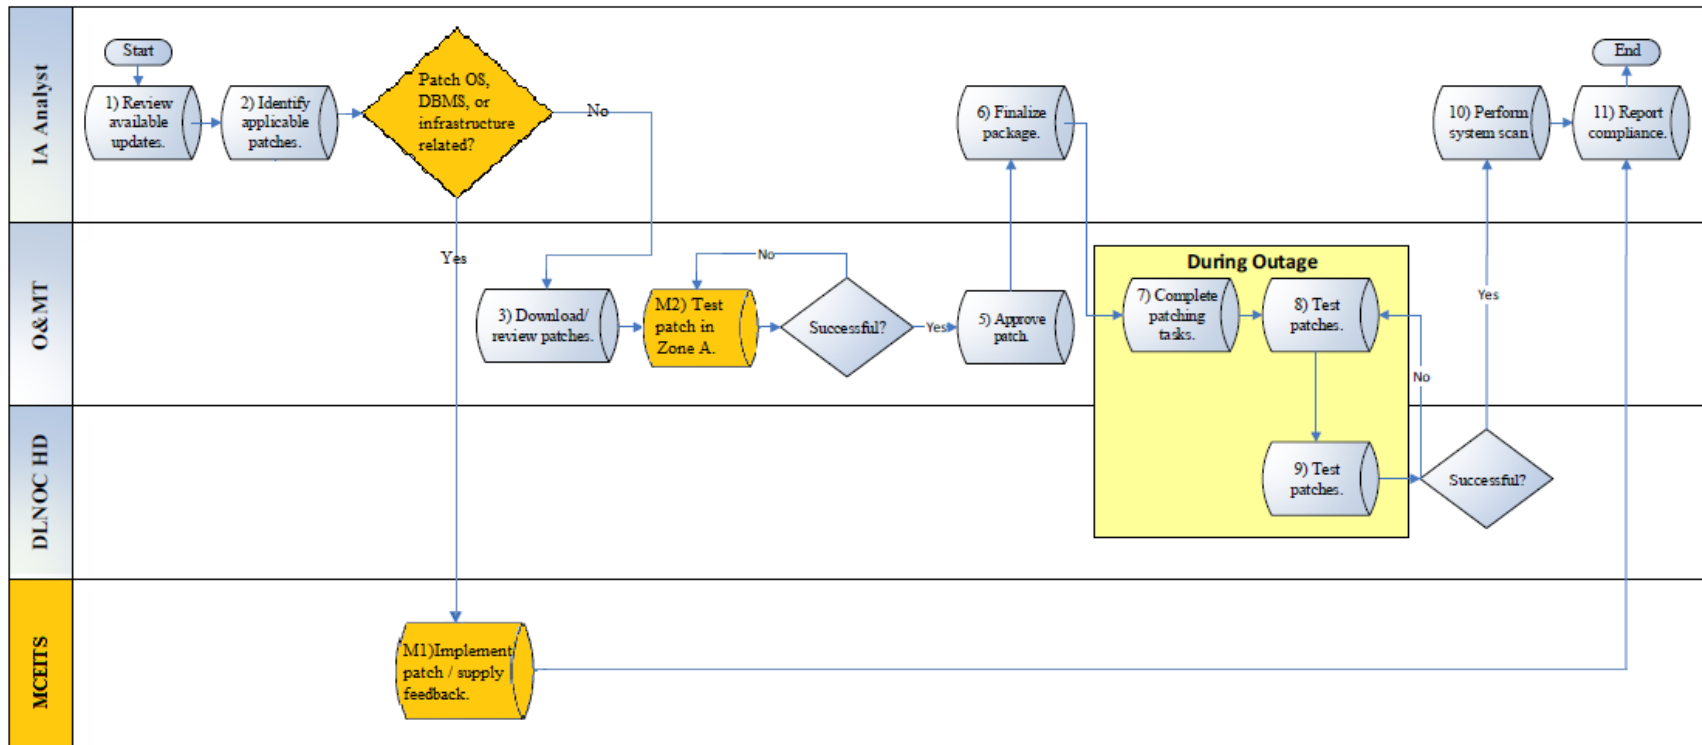 IA Analyst
Start
1) Review
available
updates.
2) Identify
applicable
patches.
Patch OS,
DBMS, or
infrastructure
related?
No
6) Finalize
package.
10) Perform
system scan
End
11) Report
compliance.
O&MT
Yes
3) Download/
review patches.
No
M2) Test
patch in
Zone A.
Successful?
Yes
5) Approve
patch.
During Outage
7) Complete
patching
tasks.
8) Test
patches.
No
Yes
DLNOC HD
9) Test
patches.
Successful?
MCEITS
M1)Implement
patch / supply
feedback.